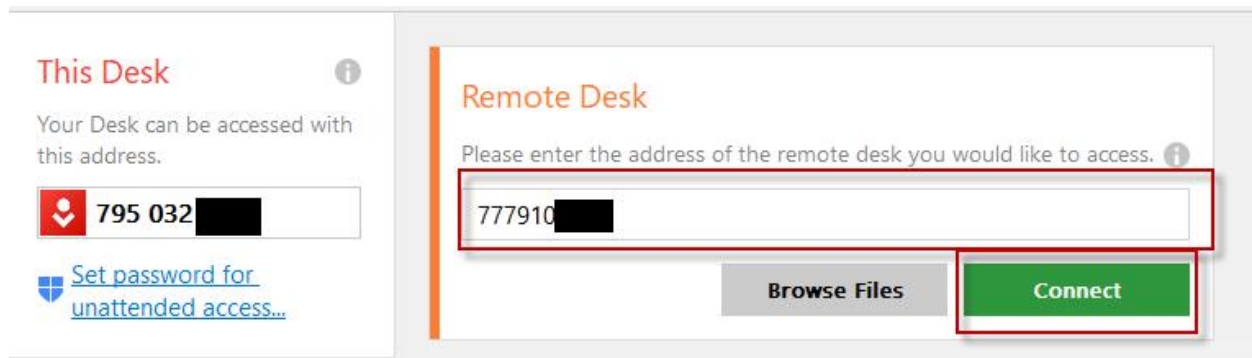 This Desk
Your Desk can be accessed with
this address.
795 032
Set password for
unattended access...
Remote Desk
Please enter the address of the remote desk you would like to access.
777910
Browse Files
Connect